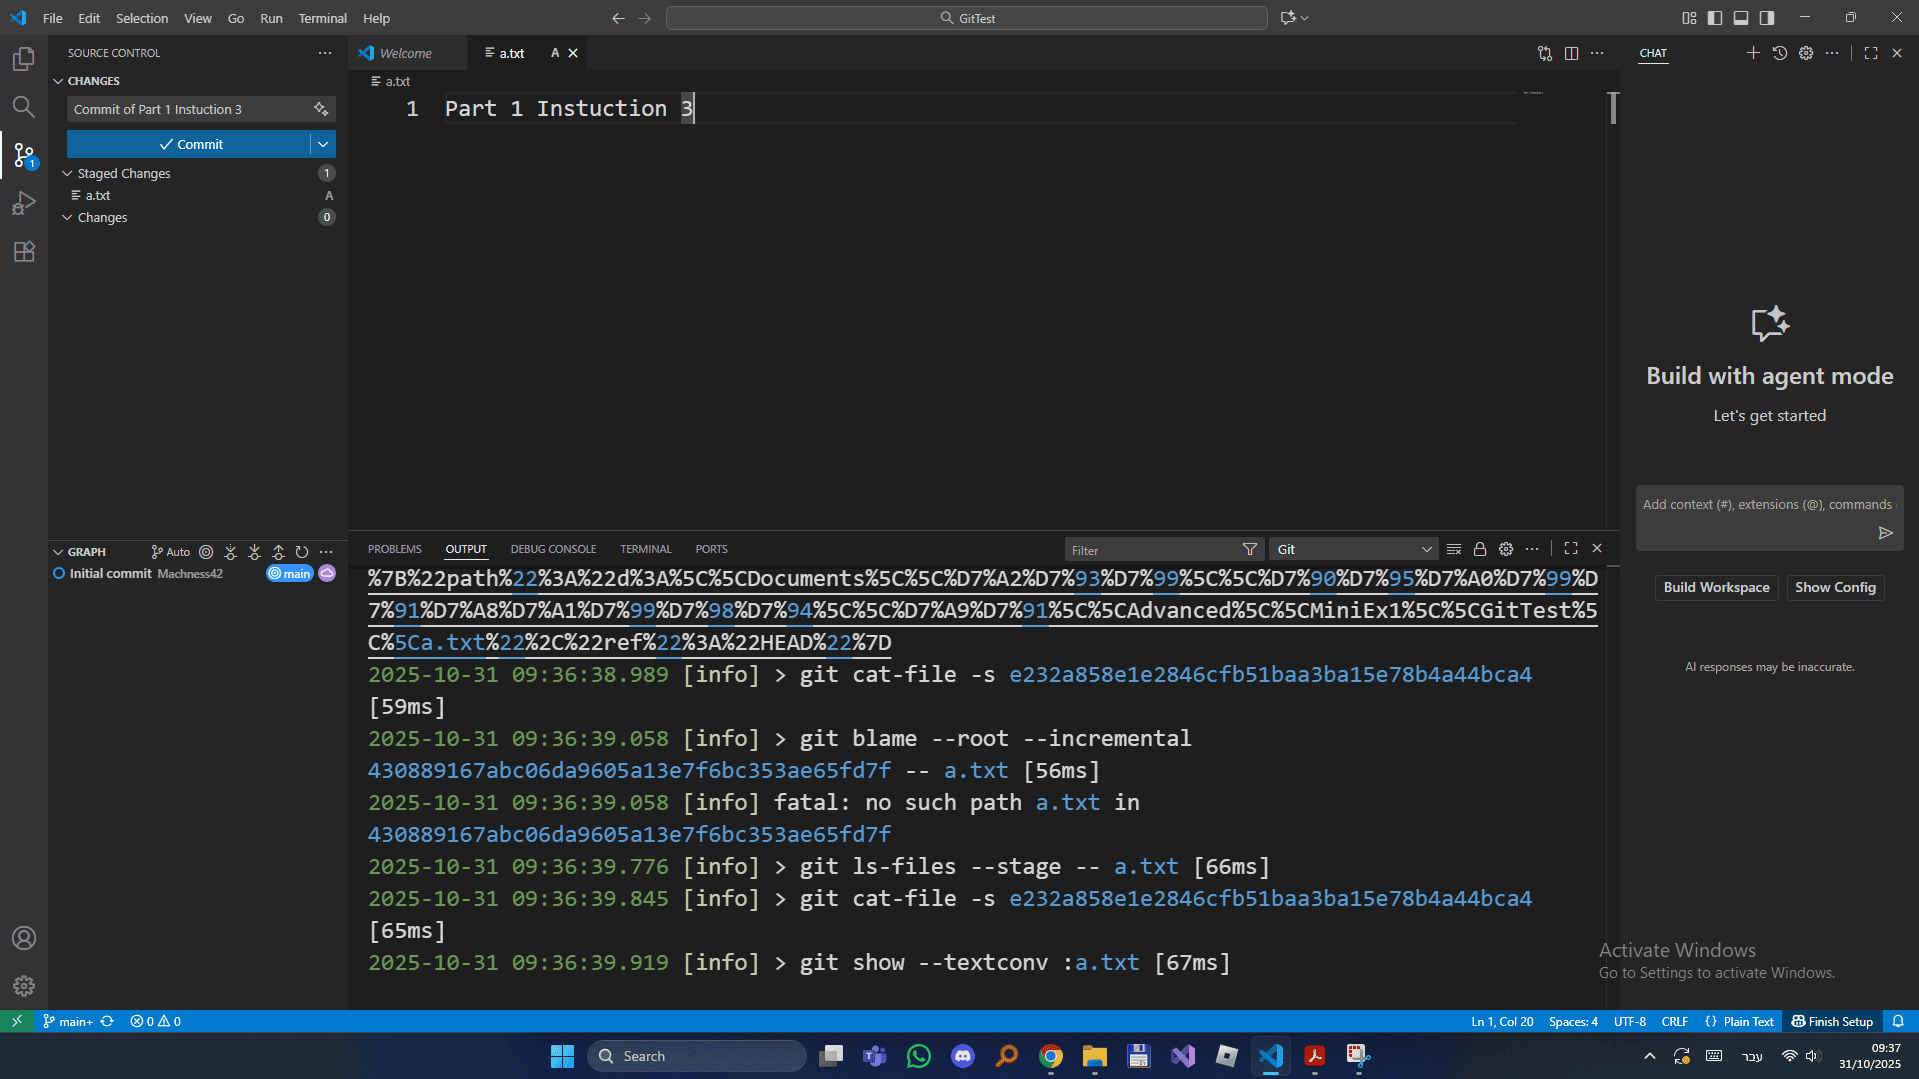 File Edit Selection View Go Run Terminal Help
GitTest
SOURCE CONTROL
CHANGES
Commit of Part 1 Instuction 3
Commit
Staged Changes 1
a.txt A
Changes 0
1
GRAPH Auto
Initial commit Machness42 main
Welcome
a.txt A
a.txt
1 Part 1 Instuction 3
PROBLEMS OUTPUT DEBUG CONSOLE TERMINAL PORTS Filter Git
%7B%22path%22%3A%22d%3A%5C%5CDocuments%5C%5C%D7%A2%D7%93%D7%99%5C%5C%D7%90%D7%95%D7%A0%D7%99%D
7%91%D7%A8%D7%A1%D7%99%D7%98%D7%94%5C%5C%D7%A9%D7%91%5C%5CAdvanced%5C%5CMiniEx1%5C%5CGitTest%5
C%5Ca.txt%22%2C%22ref%22%3A%22HEAD%22%7D
2025-10-31 09:36:38.989 [info] > git cat-file -s e232a858e1e2846cfb51baa3ba15e78b4a44bca4
[59ms]
2025-10-31 09:36:39.058 [info] > git blame --root --incremental
430889167abc06da9605a13e7f6bc353ae65fd7f -- a.txt [56ms]
2025-10-31 09:36:39.058 [info] fatal: no such path a.txt in
430889167abc06da9605a13e7f6bc353ae65fd7f
2025-10-31 09:36:39.776 [info] > git ls-files --stage -- a.txt [66ms]
2025-10-31 09:36:39.845 [info] > git cat-file -s e232a858e1e2846cfb51baa3ba15e78b4a44bca4
[65ms]
2025-10-31 09:36:39.919 [info] > git show --textconv :a.txt [67ms]
CHAT
Build with agent mode
Let's get started
Add context (#), extensions (@), commands
Build Workspace Show Config
AI responses may be inaccurate.
Activate Windows
Go to Settings to activate Windows.
main+ 0 0 Ln 1, Col 20 Spaces: 4 UTF-8 CRLF {} Plain Text Finish Setup
Search
עבר
09:37
31/10/2025